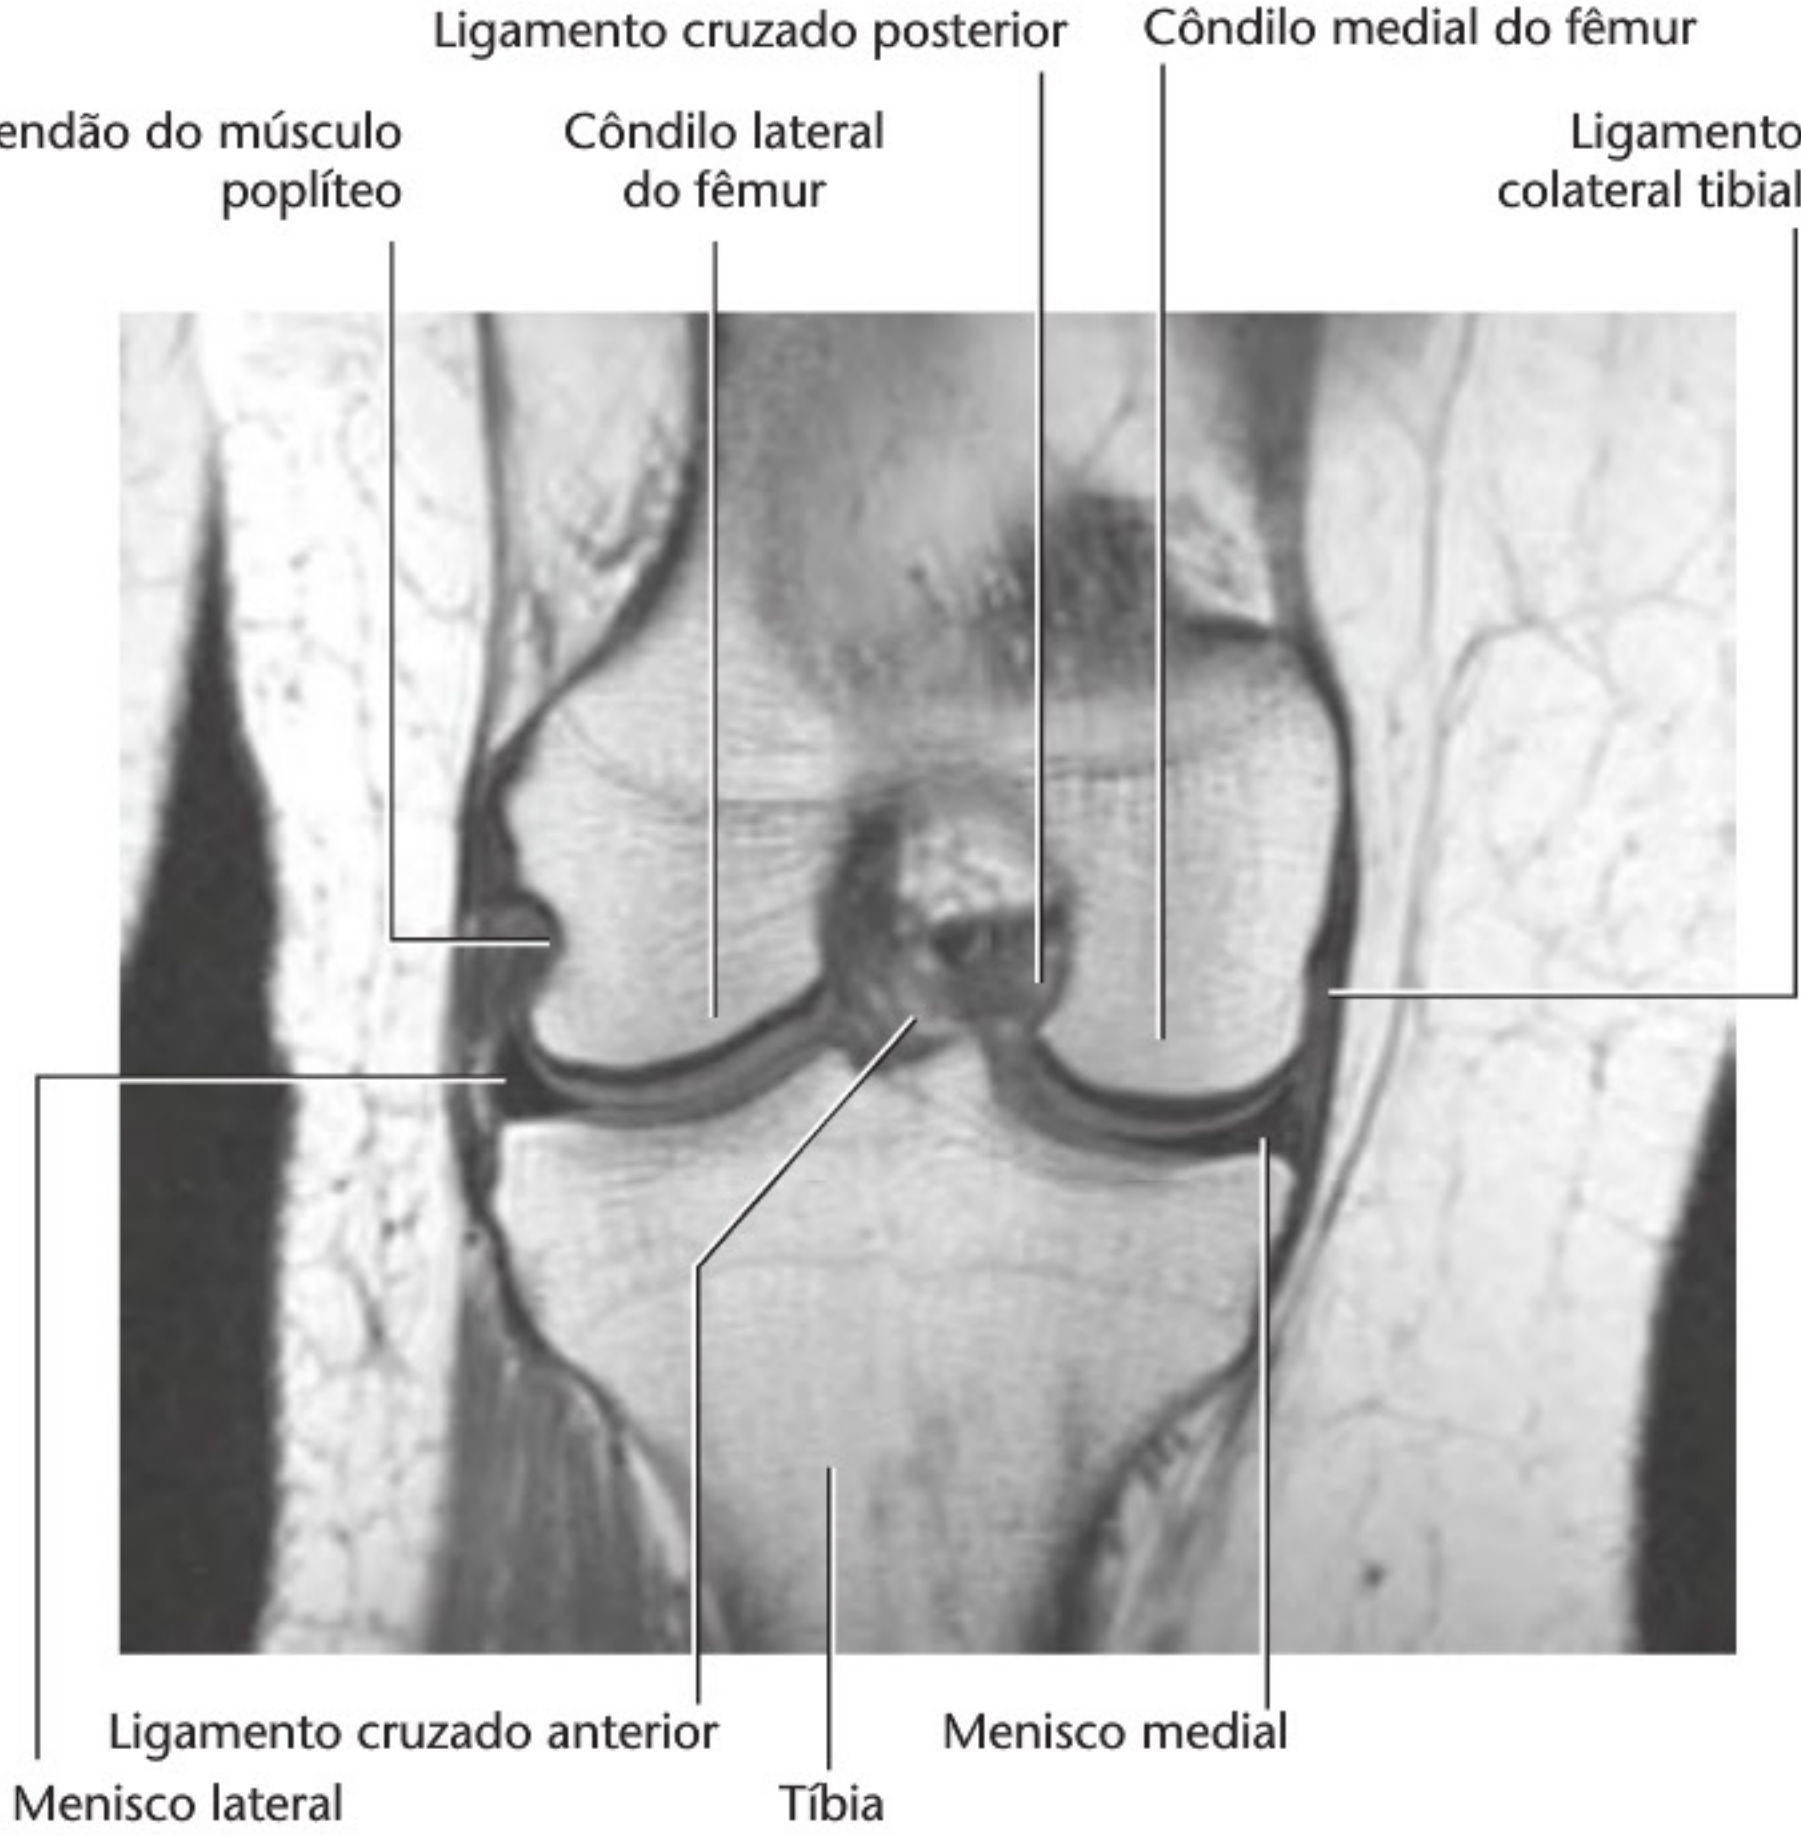 Ligamento cruzado posterior
Côndilo medial do fêmur
endão do músculo
poplíteo
Côndilo lateral
do fêmur
Ligamento
colateral tibial
Ligamento cruzado anterior
Menisco medial
Menisco lateral
Tíbia